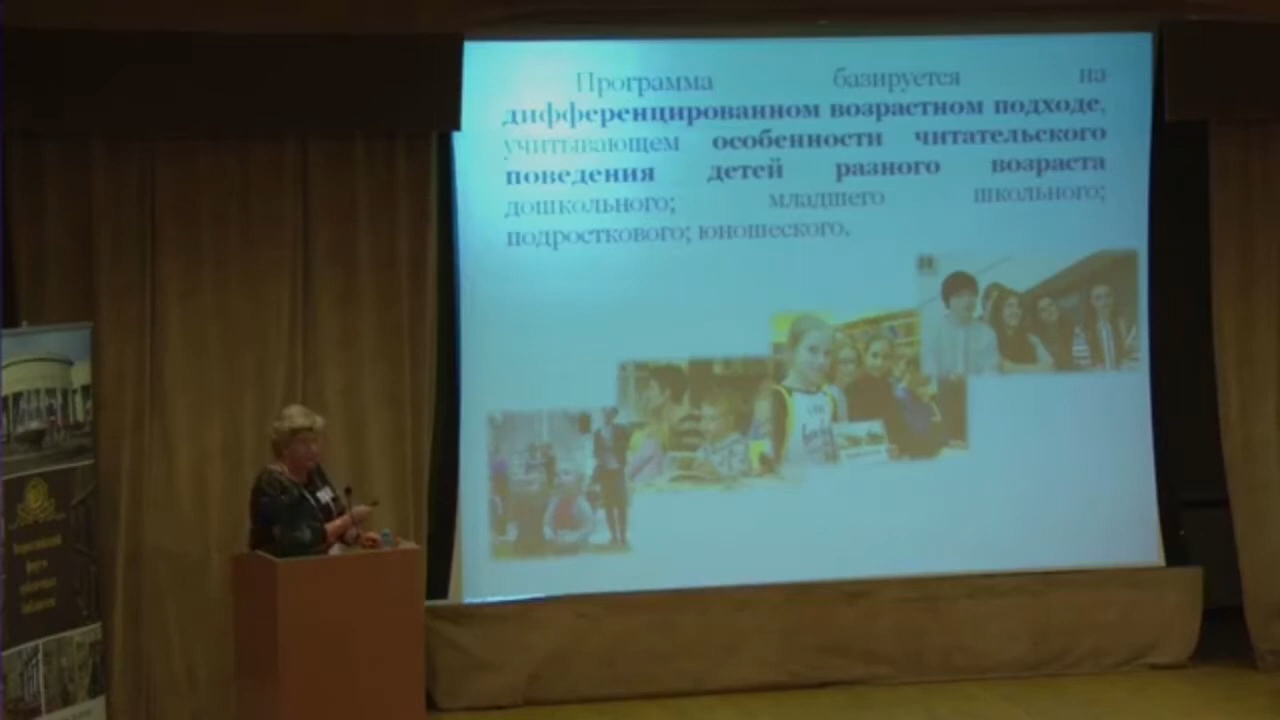 Программа базируется на
дифференцированном возрастном подходе,
учитывающем особенности читательского
поведения детей разного возраста
дошкольного; младшего школьного;
подросткового; юношеского.